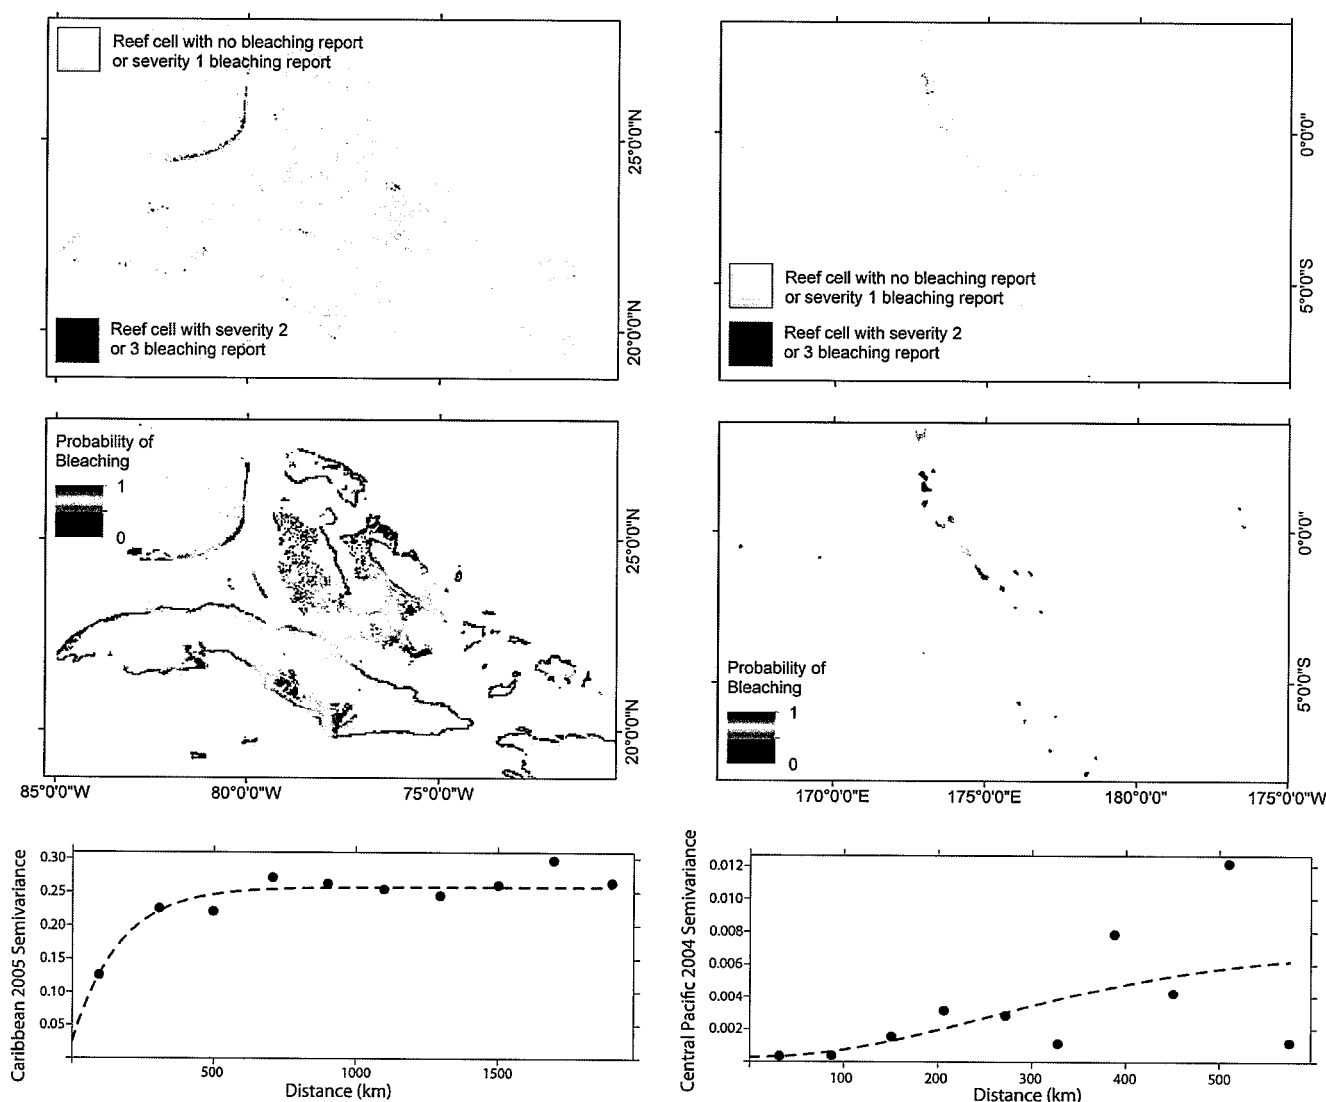 Reef cell with no bleaching report
or severity 1 bleaching report
Reef cell with severity 2
or 3 bleaching report
25°0'0"N
20°0'0"N
Reef cell with no bleaching report
or severity 1 bleaching report
Reef cell with severity 2
or 3 bleaching report
0°0'0"
5°0'0"S
Probability of
Bleaching
1
0
25°0'0"N
20°0'0"N
85°0'0"W
80°0'0"W
75°0'0"W
Probability of
Bleaching
1
0
0°0'0"
5°0'0"S
170°0'0"E
175°0'0"E
180°0'0"
175°0'0"W
Caribbean 2005 Semivariance
0.30
0.25
0.20
0.15
0.10
0.05
500
1000
1500
Distance (km)
Central Pacific 2004 Semivariance
0.012
0.008
0.006
0.004
0.002
100
200
300
400
500
Distance (km)